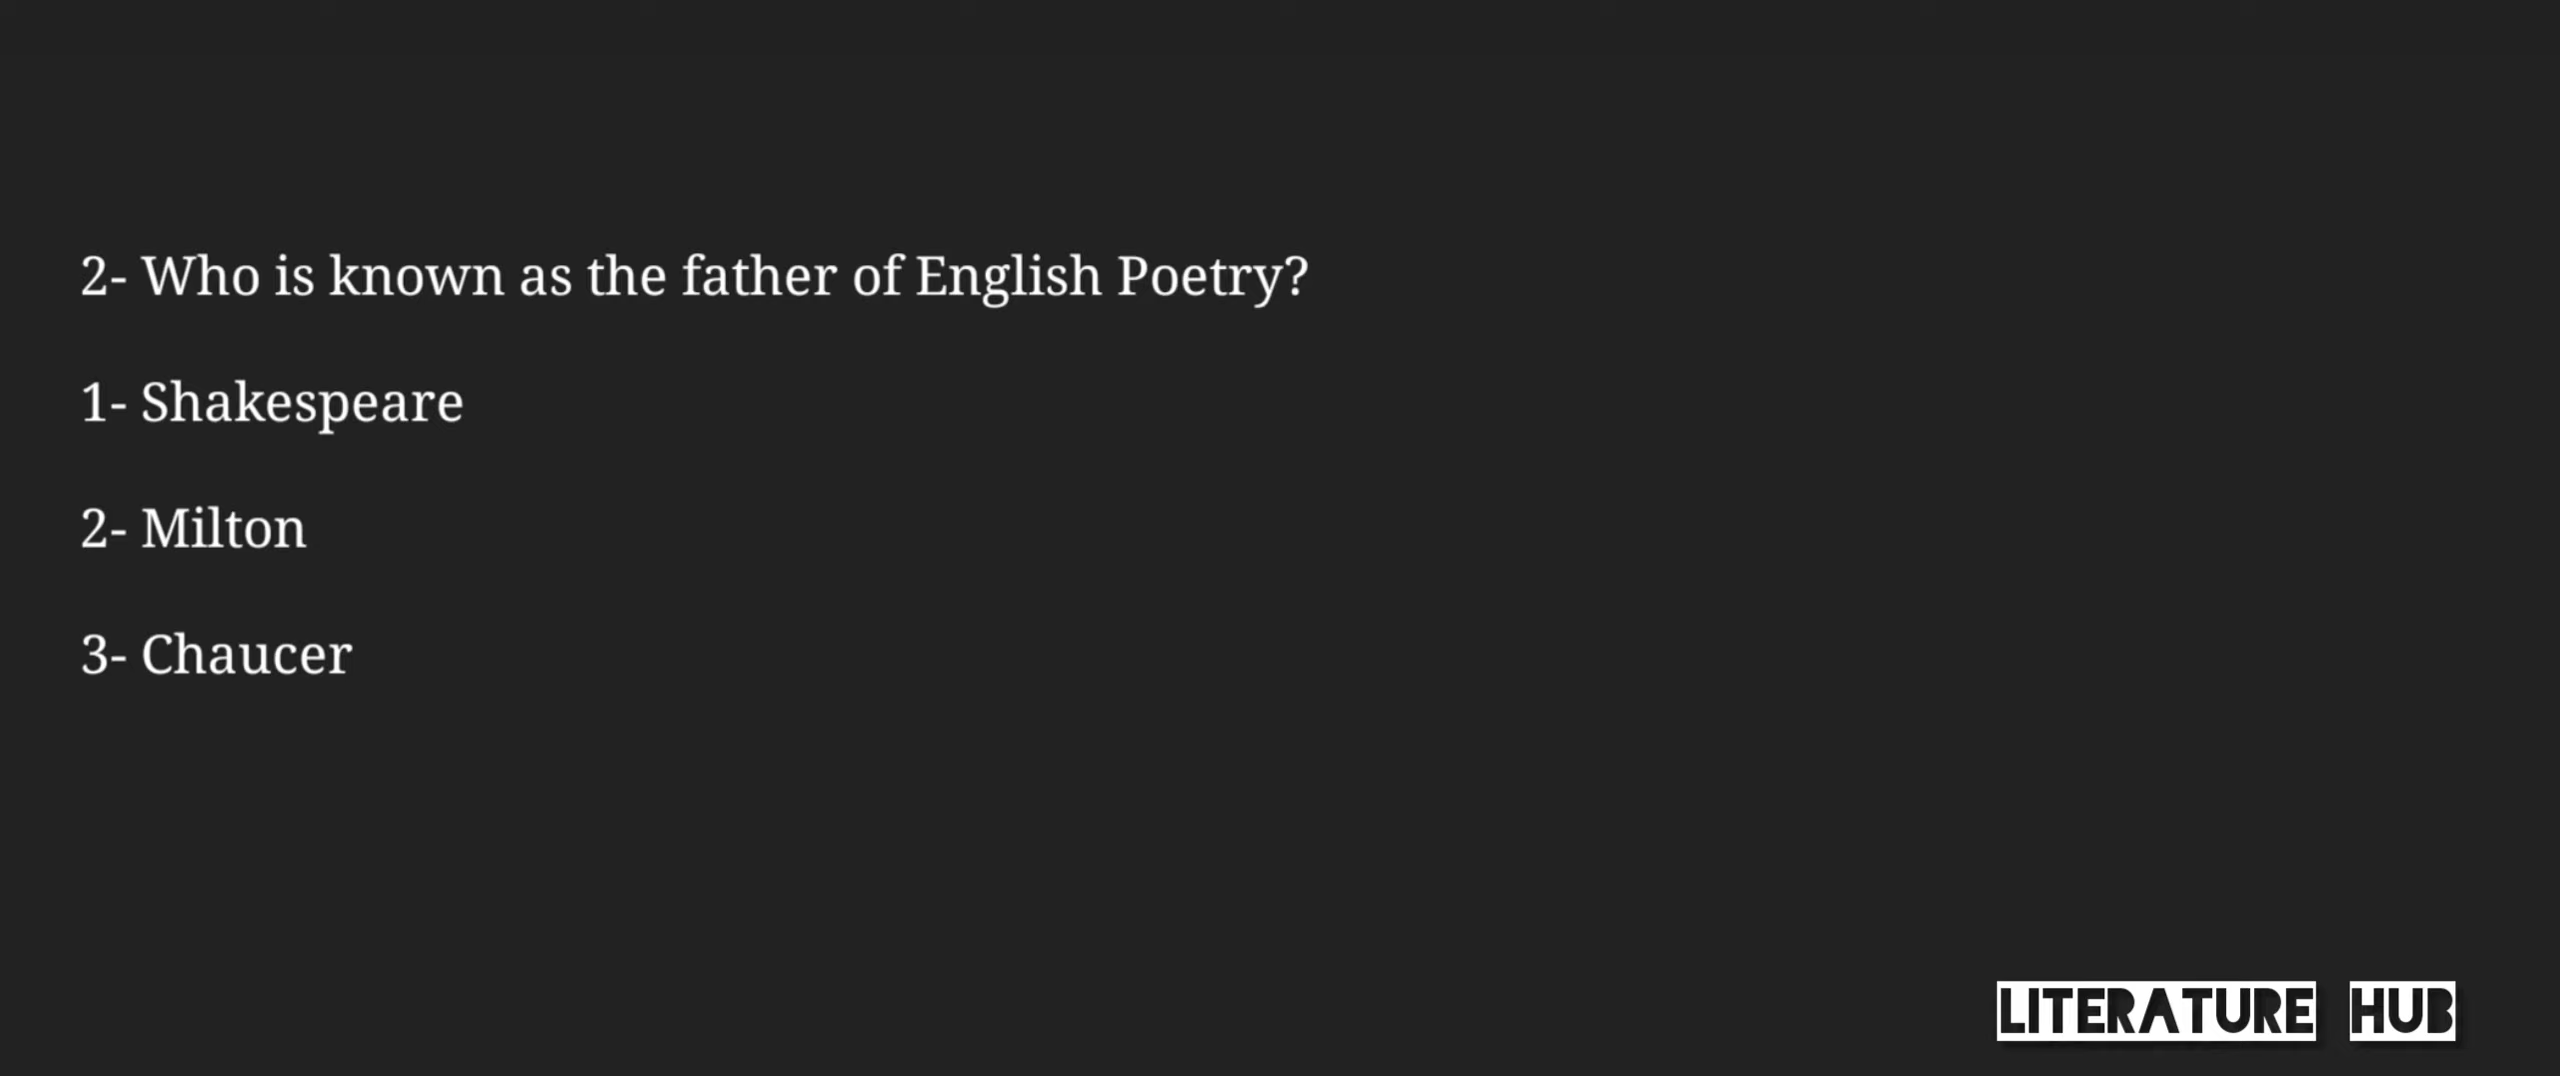 2- Who is known as the father of English Poetry?
1- Shakespeare
2- Milton
3- Chaucer
LITERATURE HUB